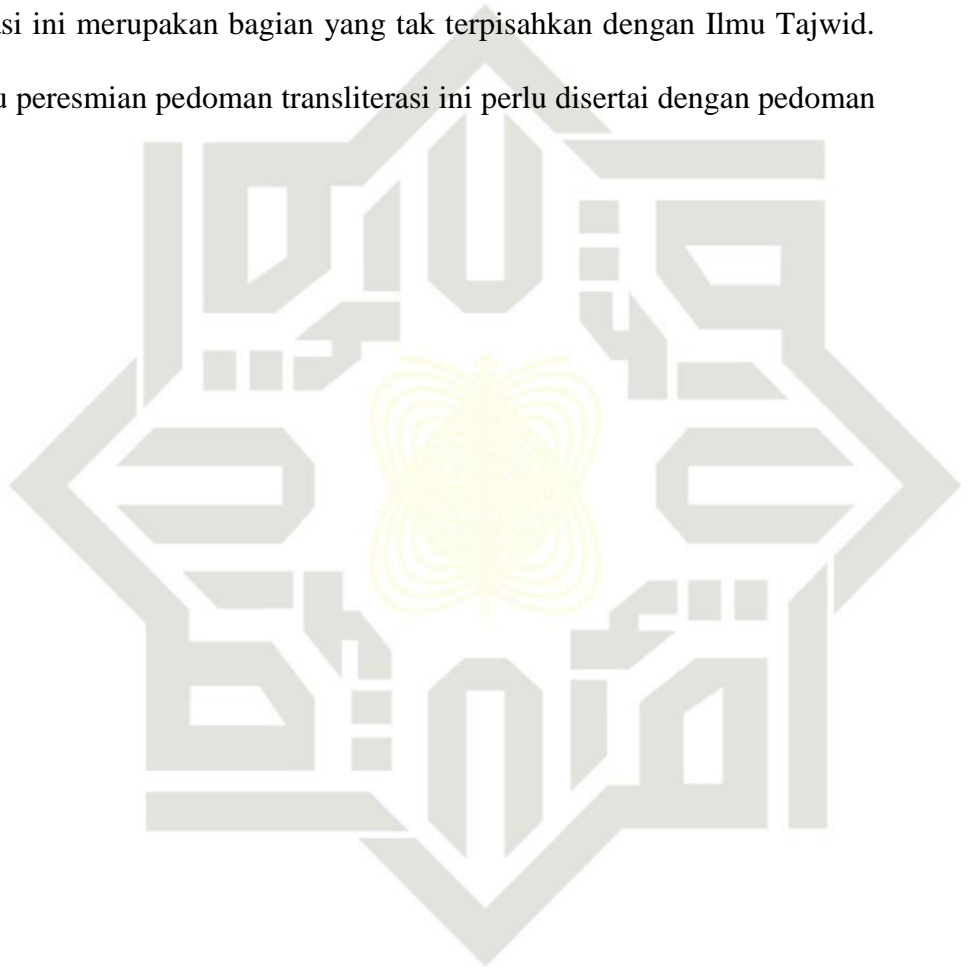 si ini merupakan bagian yang tak terpisahkan dengan Ilmu Tajwid.
u peresmian pedoman transliterasi ini perlu disertai dengan pedoman